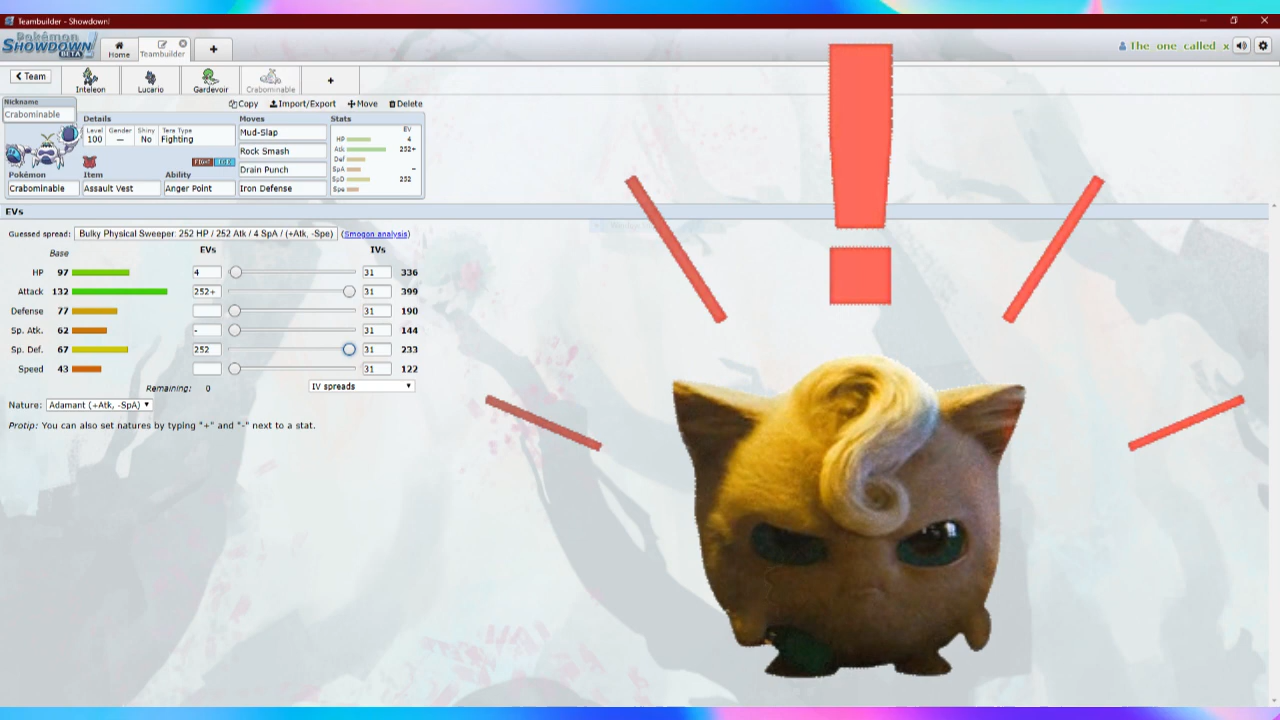 Teambuilder - Showdown!
Pokémon
SHOWDOWN!
BETA
Home
Teambuilder
+
The one called x
< Team
Inteleon
Lucario
Gardevoir
Crabominable
+
Nickname
Crabominable
Copy Import/Export Move Delete
Details
Level Gender Shiny Tera Type
100 — No Fighting
FIGHT ICE
Pokémon Item Ability
Crabominable Assault Vest Anger Point
Moves
Mud-Slap
Rock Smash
Drain Punch
Iron Defense
Stats
EV
HP 4
Atk 252+
Def
SpA -
SpD 252
Spe
EVs
Guessed spread: Bulky Physical Sweeper: 252 HP / 252 Atk / 4 SpA / (+Atk, -Spe) (Smogon analysis)
Base EVs IVs
HP 97 4 31 336
Attack 132 252+ 31 399
Defense 77 31 190
Sp. Atk. 62 - 31 144
Sp. Def. 67 252 31 233
Speed 43 31 122
Remaining: 0 IV spreads
Nature: Adamant (+Atk, -SpA)
Protip: You can also set natures by typing "+" and "-" next to a stat.
!